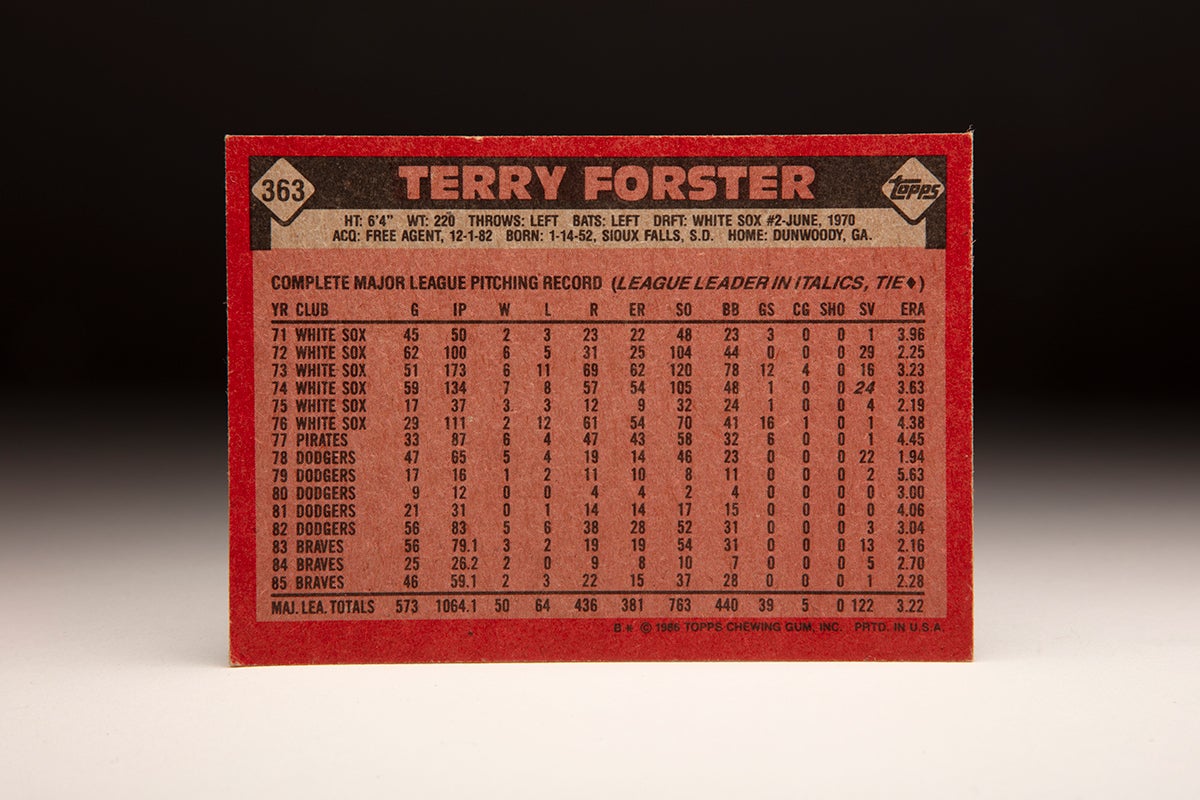 363 TERRY FORSTER Topps
HT: 6'4" WT: 220 THROWS: LEFT BATS: LEFT DRFT: WHITE SOX #2-JUNE, 1970
ACQ: FREE AGENT, 12-1-82 BORN: 1-14-52, SIOUX FALLS, S.D. HOME: DUNWOODY, GA.
COMPLETE MAJOR LEAGUE PITCHING RECORD (LEAGUE LEADER IN ITALICS, TIE♦)
YR CLUB G IP W L R ER SO BB GS CG SHO SV ERA
71 WHITE SOX 45 50 2 3 23 22 48 23 3 0 0 1 3.96
72 WHITE SOX 62 100 6 5 31 25 104 44 0 0 0 29 2.25
73 WHITE SOX 51 173 6 11 69 62 120 78 12 4 0 16 3.23
74 WHITE SOX 59 134 7 8 57 54 105 48 1 0 0 24 3.63
75 WHITE SOX 17 37 3 3 12 9 32 24 1 0 0 4 2.19
76 WHITE SOX 29 111 2 12 61 54 70 41 16 1 0 1 4.38
77 PIRATES 33 87 6 4 47 43 58 32 6 0 0 1 4.45
78 DODGERS 47 65 5 4 19 14 46 23 0 0 0 22 1.94
79 DODGERS 17 16 1 2 11 10 8 11 0 0 0 2 5.63
80 DODGERS 9 12 0 0 4 4 2 4 0 0 0 0 3.00
81 DODGERS 21 31 0 1 14 14 17 15 0 0 0 0 4.06
82 DODGERS 56 83 5 6 38 28 52 31 0 0 0 3 3.04
83 BRAVES 56 79.1 3 2 19 19 54 31 0 0 0 13 2.16
84 BRAVES 25 26.2 2 0 9 8 10 7 0 0 0 5 2.70
85 BRAVES 46 59.1 2 3 22 15 37 28 0 0 0 1 2.28
MAJ. LEA. TOTALS 573 1064.1 50 64 436 381 763 440 39 5 0 122 3.22
B.* © 1986 TOPPS CHEWING GUM, INC. PRTD. IN U.S.A.